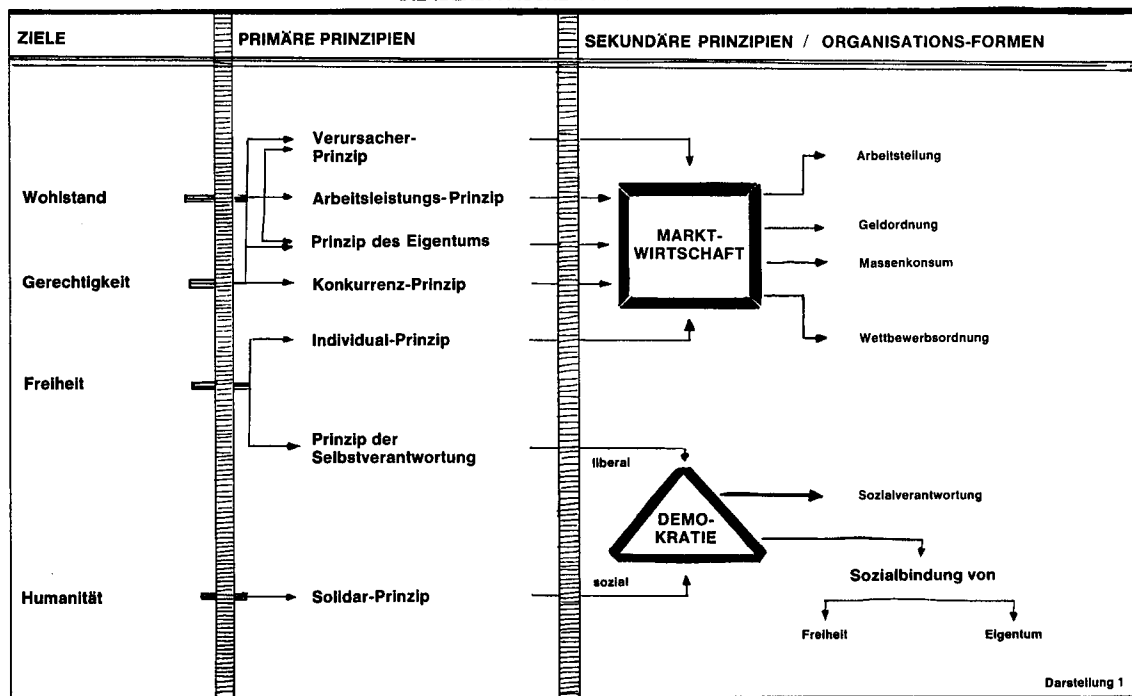 ZIELE
PRIMÄRE PRINZIPIEN
SEKUNDÄRE PRINZIPIEN / ORGANISATIONS-FORMEN
Wohlstand
Gerechtigkeit
Freiheit
Humanität
Verursacher-
Prinzip
Arbeitsleistungs-Prinzip
Prinzip des Eigentums
Konkurrenz-Prinzip
Individual-Prinzip
Prinzip der
Selbstverantwortung
Solidar-Prinzip
MARKT-
WIRTSCHAFT
Arbeitsteilung
Geldordnung
Massenkonsum
Wettbewerbsordnung
liberal
DEMO-
KRATIE
sozial
Sozialverantwortung
Sozialbindung von
Freiheit
Eigentum
Darstellung 1